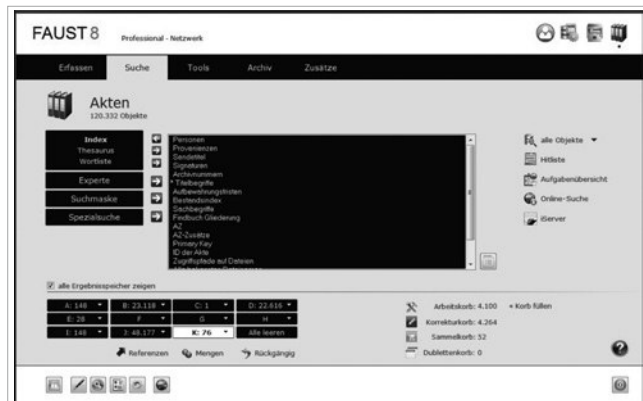 FAUST 8 Professional - Netzwerk
Erfassen Suche Tools Archiv Zusätze
Akten
120.332 Objekte
Index
Thesaurus
Wortliste
Experte
Suchmaske
Spezialsuche
Personen
Provenienzen
Sendetitel
Signaturen
Archivnummern
* Titelbegriffe
Aufbewahrungsfristen
Bestandsindex
Sachbegriffe
Findbuch Gliederung
AZ
AZ-Zusätze
Primary Key
ID der Akte
Zugriffspfade auf Dateien
alle Objekte
Hitliste
Aufgabenübersicht
Online-Suche
iServer
alle Ergebnisspeicher zeigen
A: 148 B: 23.118 C: 1 D: 22.616
E: 28 F G H
I: 148 J: 48.177 K: 76 Alle leeren
Referenzen Mengen Rückgängig
Arbeitskorb: 4.100 • Korb füllen
Korrekturkorb: 4.264
Sammelkorb: 52
Dublettenkorb: 0
?